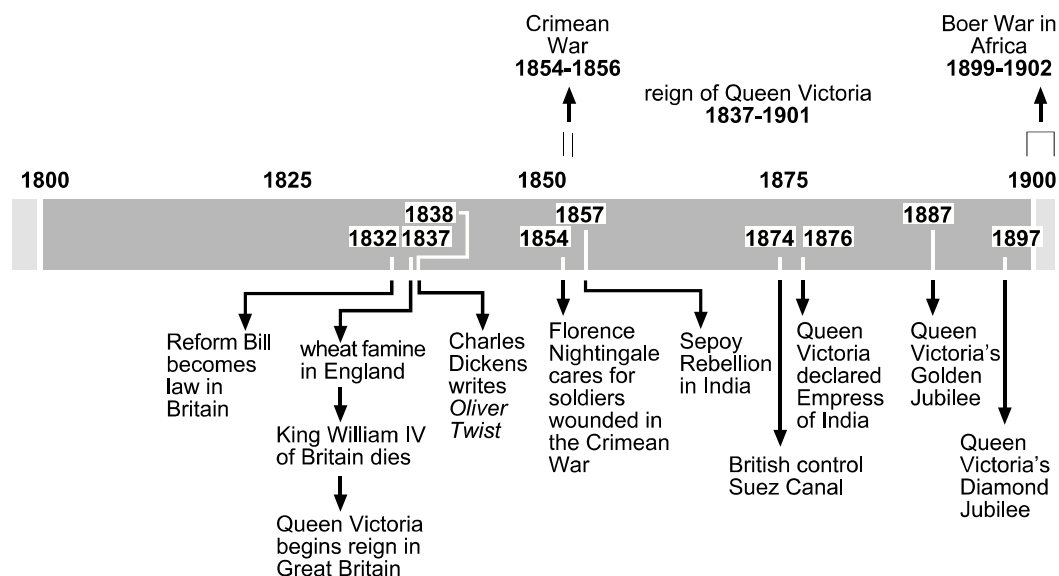 Crimean
War
1854-1856
reign of Queen Victoria
1837-1901
Boer War in
Africa
1899-1902
1800
1825
1850
1875
1900
1832
1837
1838
1854
1857
1874
1876
1887
1897
Reform Bill
becomes
law in
Britain
wheat famine
in England
King William IV
of Britain dies
Queen Victoria
begins reign in
Great Britain
Charles
Dickens
writes
Oliver
Twist
Florence
Nightingale
cares for
soldiers
wounded in
the Crimean
War
Sepoy
Rebellion
in India
British control
Suez Canal
Queen
Victoria
declared
Empress
of India
Queen
Victoria's
Golden
Jubilee
Queen
Victoria's
Diamond
Jubilee